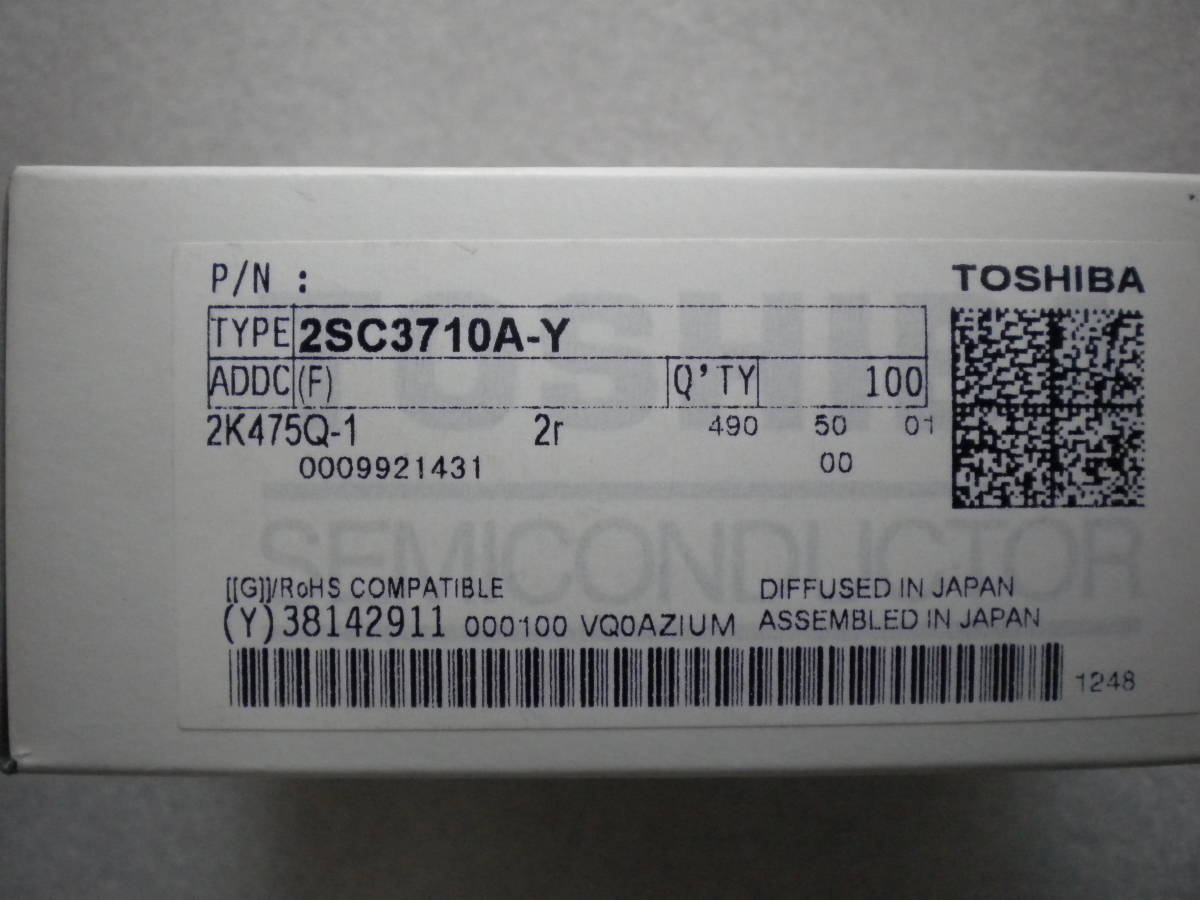 P/N :
TOSHIBA
TYPE 2SC3710A-Y
ADDC (F) Q'TY 100
2K475Q-1 2r 490 50 01
0009921431 00
TOSHIBA
SEMICONDUCTOR
[[G]]/RoHS COMPATIBLE DIFFUSED IN JAPAN
(Y)38142911 000100 VQ0AZIUM ASSEMBLED IN JAPAN
1248